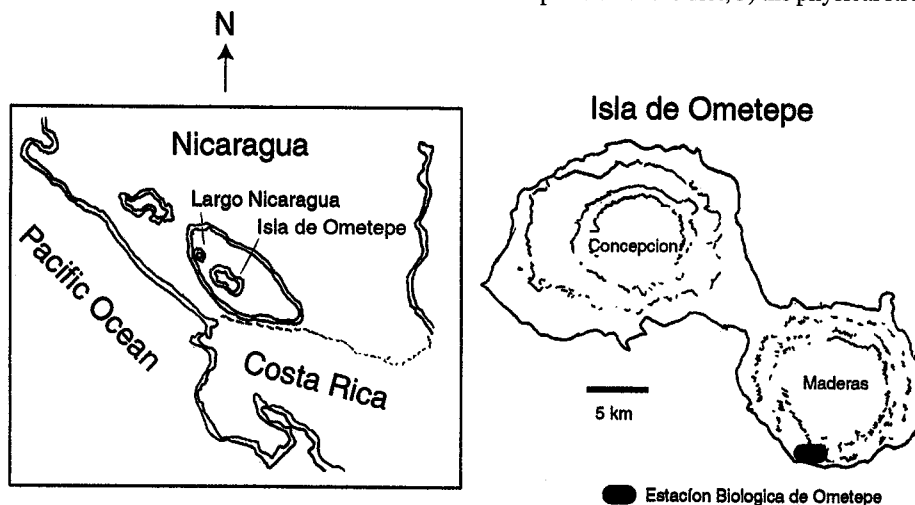 N
Nicaragua
Largo Nicaragua
Isla de Ometepe
Pacific Ocean
Costa Rica
Isla de Ometepe
Concepcion
Maderas
5 km
Estacíon Biologica de Ometepe